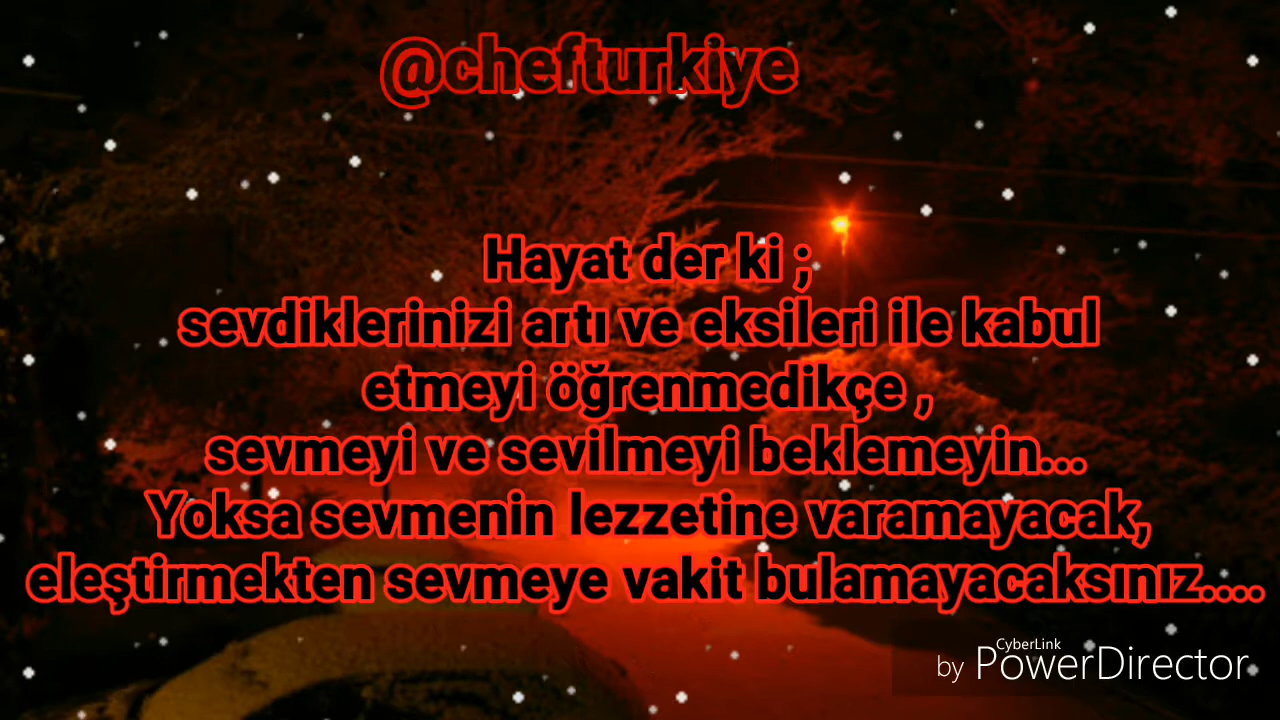 @chefturkiye
Hayat der ki ;
sevdiklerinizi artı ve eksileri ile kabul
etmeyi öğrenmedikçe ,
sevmeyi ve sevilmeyi beklemeyin...
Yoksa sevmenin lezzetine varamayacak,
eleştirmekten sevmeye vakit bulamayacaksınız....
CyberLink
by PowerDirector